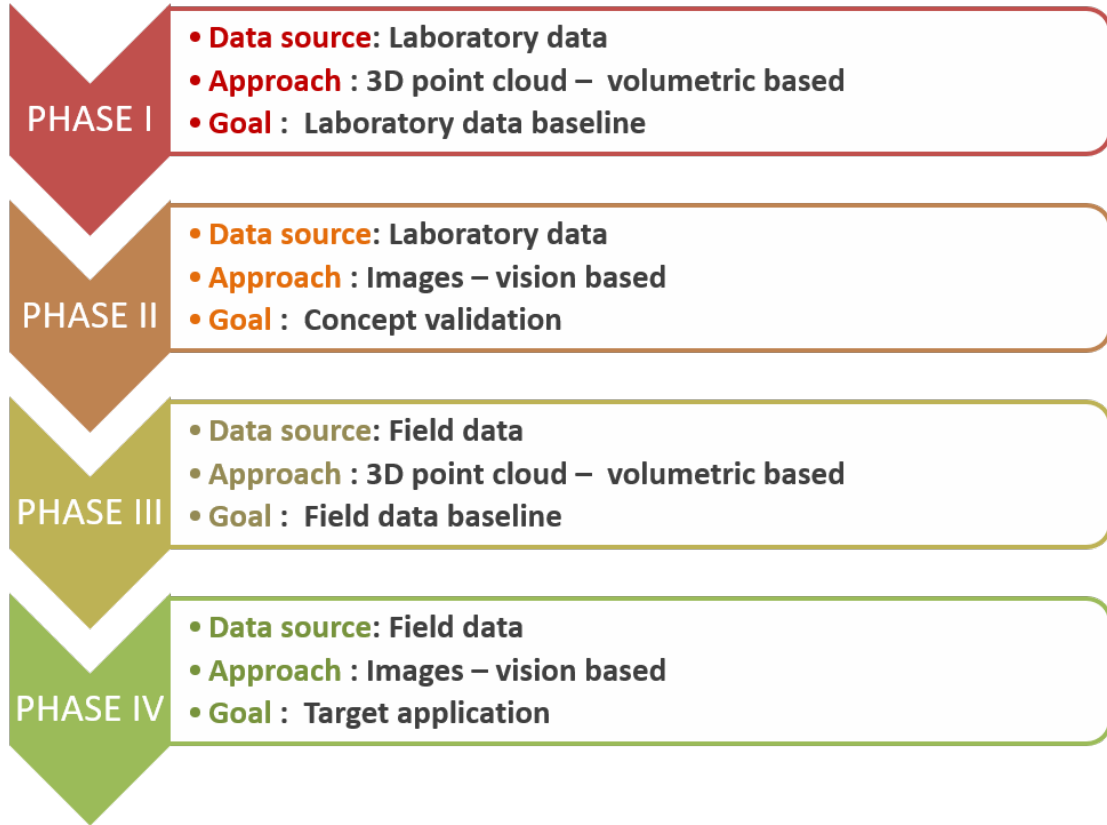 PHASE I
• Data source: Laboratory data
• Approach : 3D point cloud – volumetric based
• Goal : Laboratory data baseline
PHASE II
• Data source: Laboratory data
• Approach : Images – vision based
• Goal : Concept validation
PHASE III
• Data source: Field data
• Approach : 3D point cloud – volumetric based
• Goal : Field data baseline
PHASE IV
• Data source: Field data
• Approach : Images – vision based
• Goal : Target application